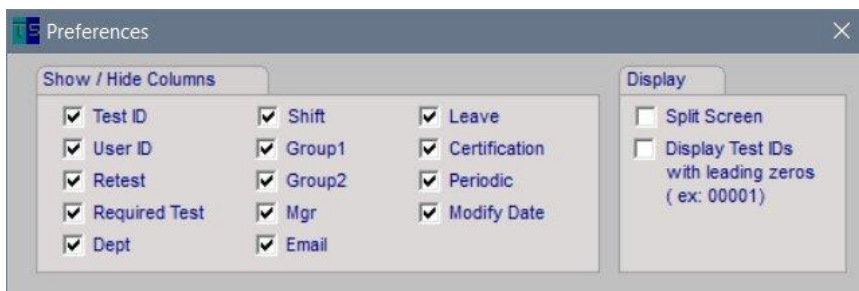 TS Preferences
Show / Hide Columns
Test ID
User ID
Retest
Required Test
Dept
Shift
Group1
Group2
Mgr
Email
Leave
Certification
Periodic
Modify Date
Display
Split Screen
Display Test IDs
with leading zeros
( ex: 00001)